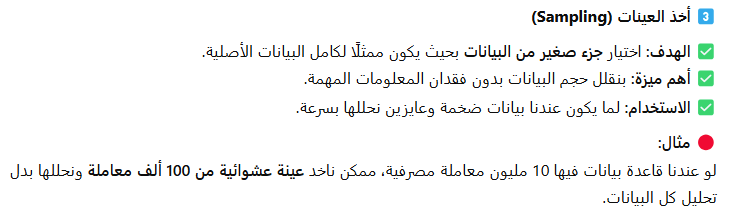 3 أخذ العينات (Sampling)
✅ الهدف: اختيار جزء صغير من البيانات بحيث يكون ممثلًا لكامل البيانات الأصلية.
✅ أهم ميزة: بنقلل حجم البيانات بدون فقدان المعلومات المهمة.
✅ الاستخدام: لما يكون عندنا بيانات ضخمة وعايزين نحللها بسرعة.
🔴 مثال:
لو عندنا قاعدة بيانات فيها 10 مليون معاملة مصرفية، ممكن ناخد عينة عشوائية من 100 ألف معاملة ونحللها بدل
تحليل كل البيانات.